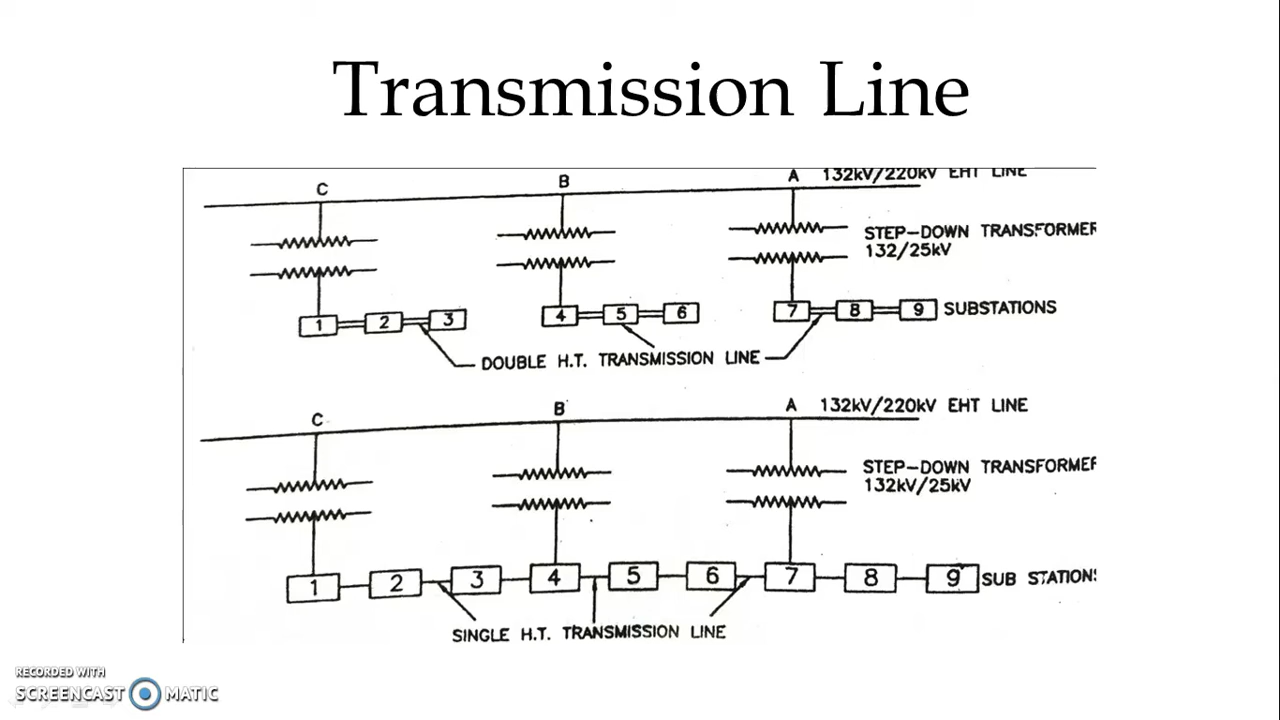 Transmission Line
C B A 132kV/220kV EHT LINE
STEP-DOWN TRANSFORMER
132/25kV
1 2 3 4 5 6 7 8 9 SUBSTATIONS
DOUBLE H.T. TRANSMISSION LINE
C B A 132kV/220kV EHT LINE
STEP-DOWN TRANSFORMER
132kV/25kV
1 2 3 4 5 6 7 8 9 SUB STATIONS
SINGLE H.T. TRANSMISSION LINE
RECORDED WITH
SCREENCAST MATIC